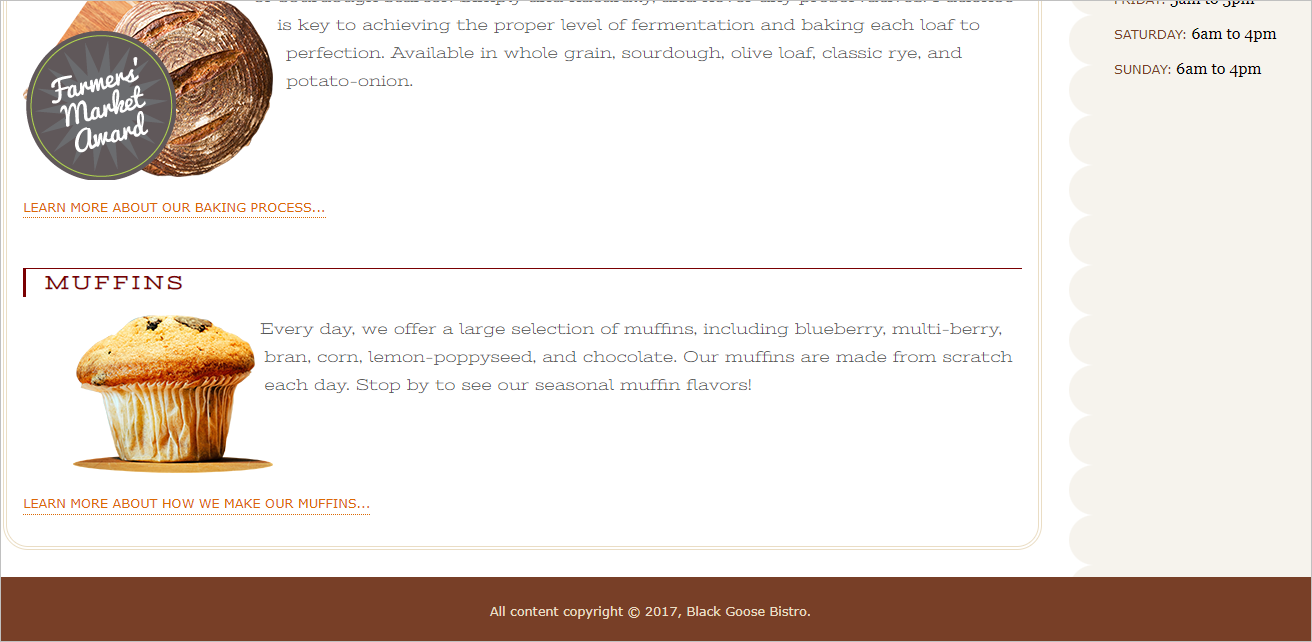 is key to achieving the proper level of fermentation and baking each loaf to
perfection. Available in whole grain, sourdough, olive loaf, classic rye, and
potato-onion.
Farmers'
Market
Award
LEARN MORE ABOUT OUR BAKING PROCESS...
MUFFINS
Every day, we offer a large selection of muffins, including blueberry, multi-berry,
bran, corn, lemon-poppyseed, and chocolate. Our muffins are made from scratch
each day. Stop by to see our seasonal muffin flavors!
LEARN MORE ABOUT HOW WE MAKE OUR MUFFINS...
FRIDAY: 5am to 5pm
SATURDAY: 6am to 4pm
SUNDAY: 6am to 4pm
All content copyright © 2017, Black Goose Bistro.